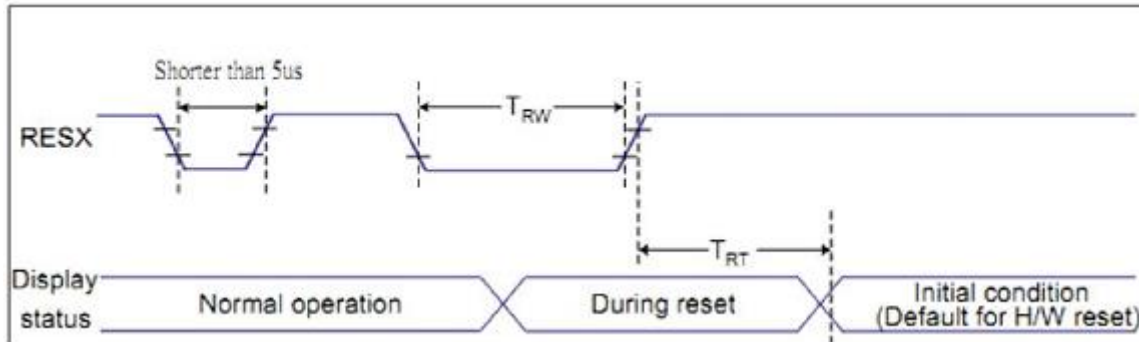 Shorter than 5us
RESX
TRW
TRT
Display
status
Normal operation
During reset
Initial condition
(Default for H/W reset)